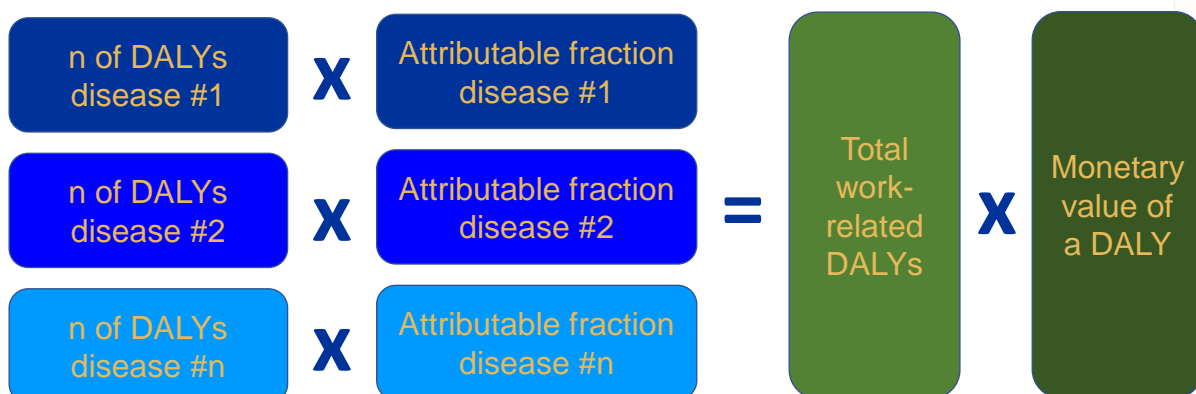 n of DALYs
disease #1
x
Attributable fraction
disease #1
n of DALYs
disease #2
x
Attributable fraction
disease #2
n of DALYs
disease #n
x
Attributable fraction
disease #n
=
Total
work-
related
DALYs
x
Monetary
value of
a DALY